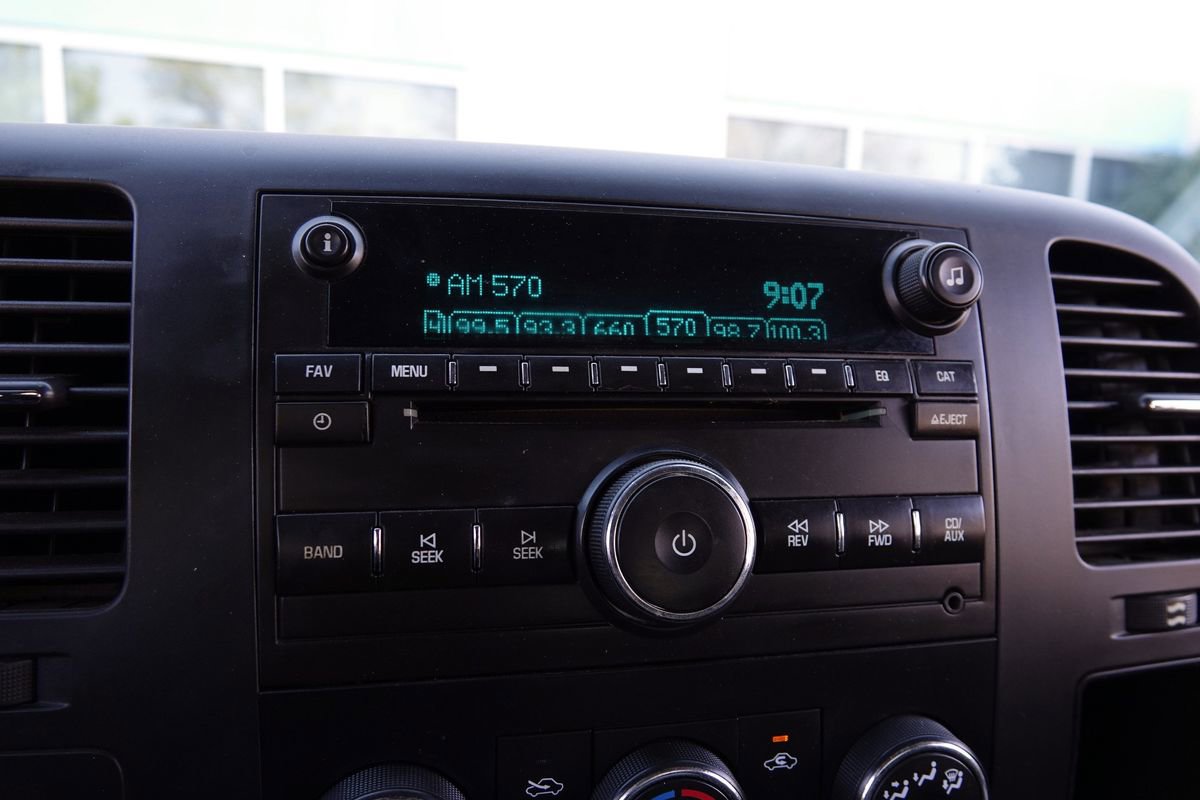 i
AM 570
9:07
4 99.5 93.3 660 570 98.7 100.3
FAV
MENU
EQ
CAT
EJECT
BAND
SEEK
SEEK
REV
FWD
CD/
AUX